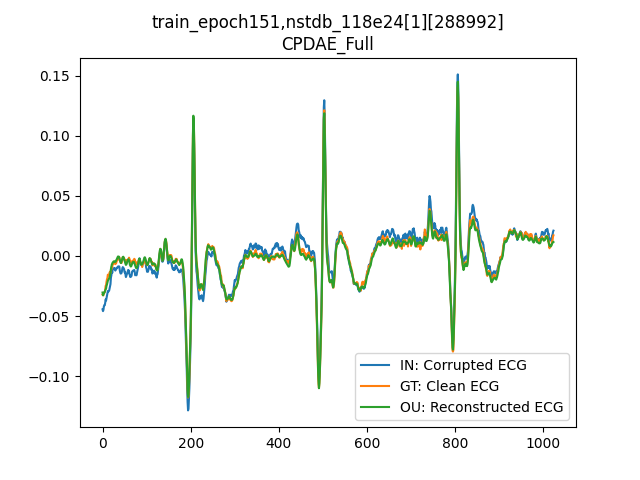 train_epoch151,nstdb_118e24[1][288992]
CPDAE_Full
0.15
0.10
0.05
0.00
−0.05
−0.10
IN: Corrupted ECG
GT: Clean ECG
OU: Reconstructed ECG
0 200 400 600 800 1000